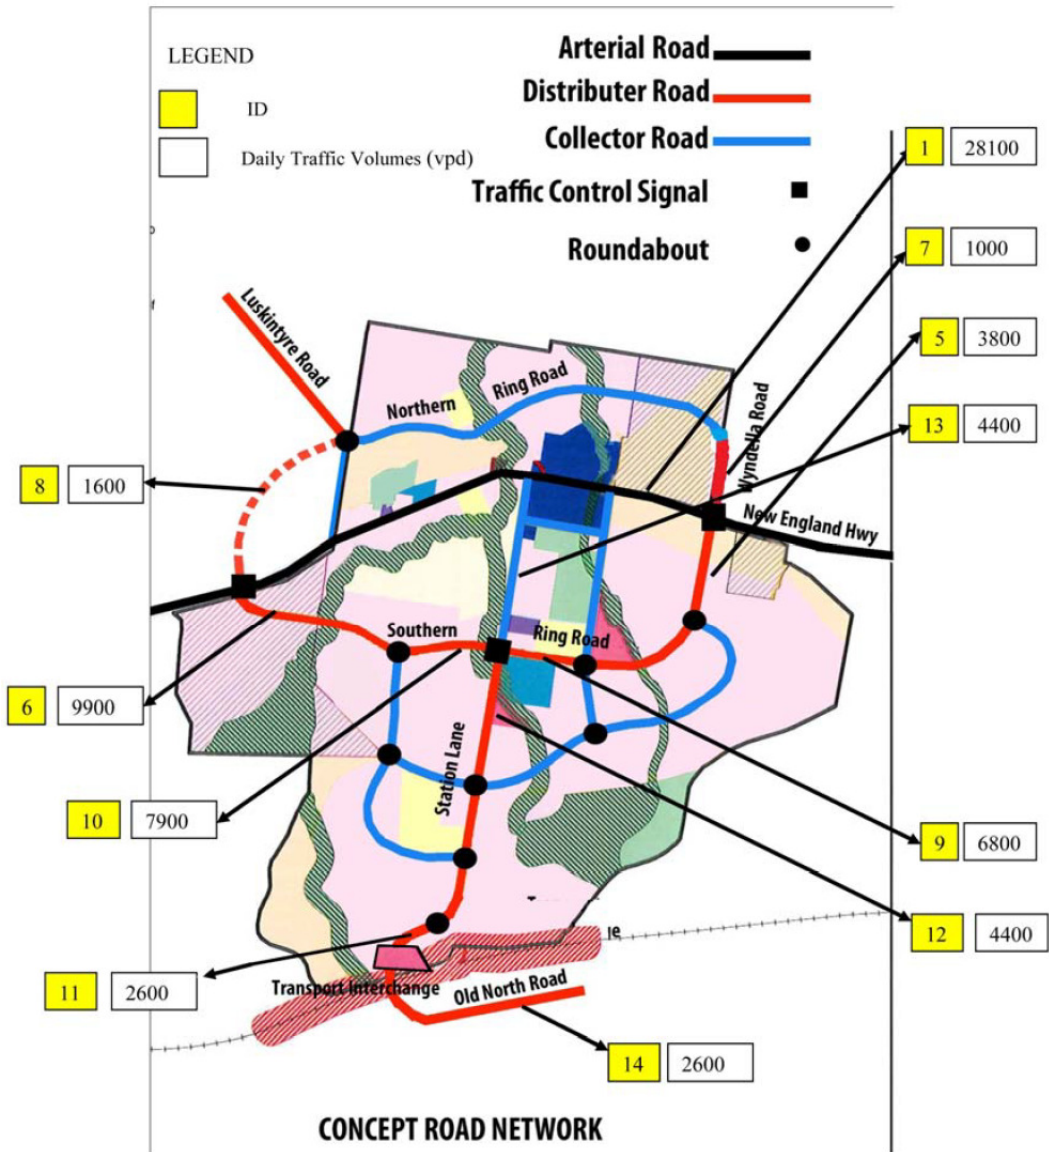 LEGEND
ID
Daily Traffic Volumes (vpd)
Arterial Road
Distributer Road
Collector Road
Traffic Control Signal
Roundabout
1 28100
7 1000
5 3800
13 4400
Luskintyre Road
Northern Ring Road
Wyndella Road
New England Hwy
8 1600
Southern Ring Road
6 9900
Station Lane
10 7900
9 6800
12 4400
le
11 2600
Transport Interchange
Old North Road
14 2600
CONCEPT ROAD NETWORK